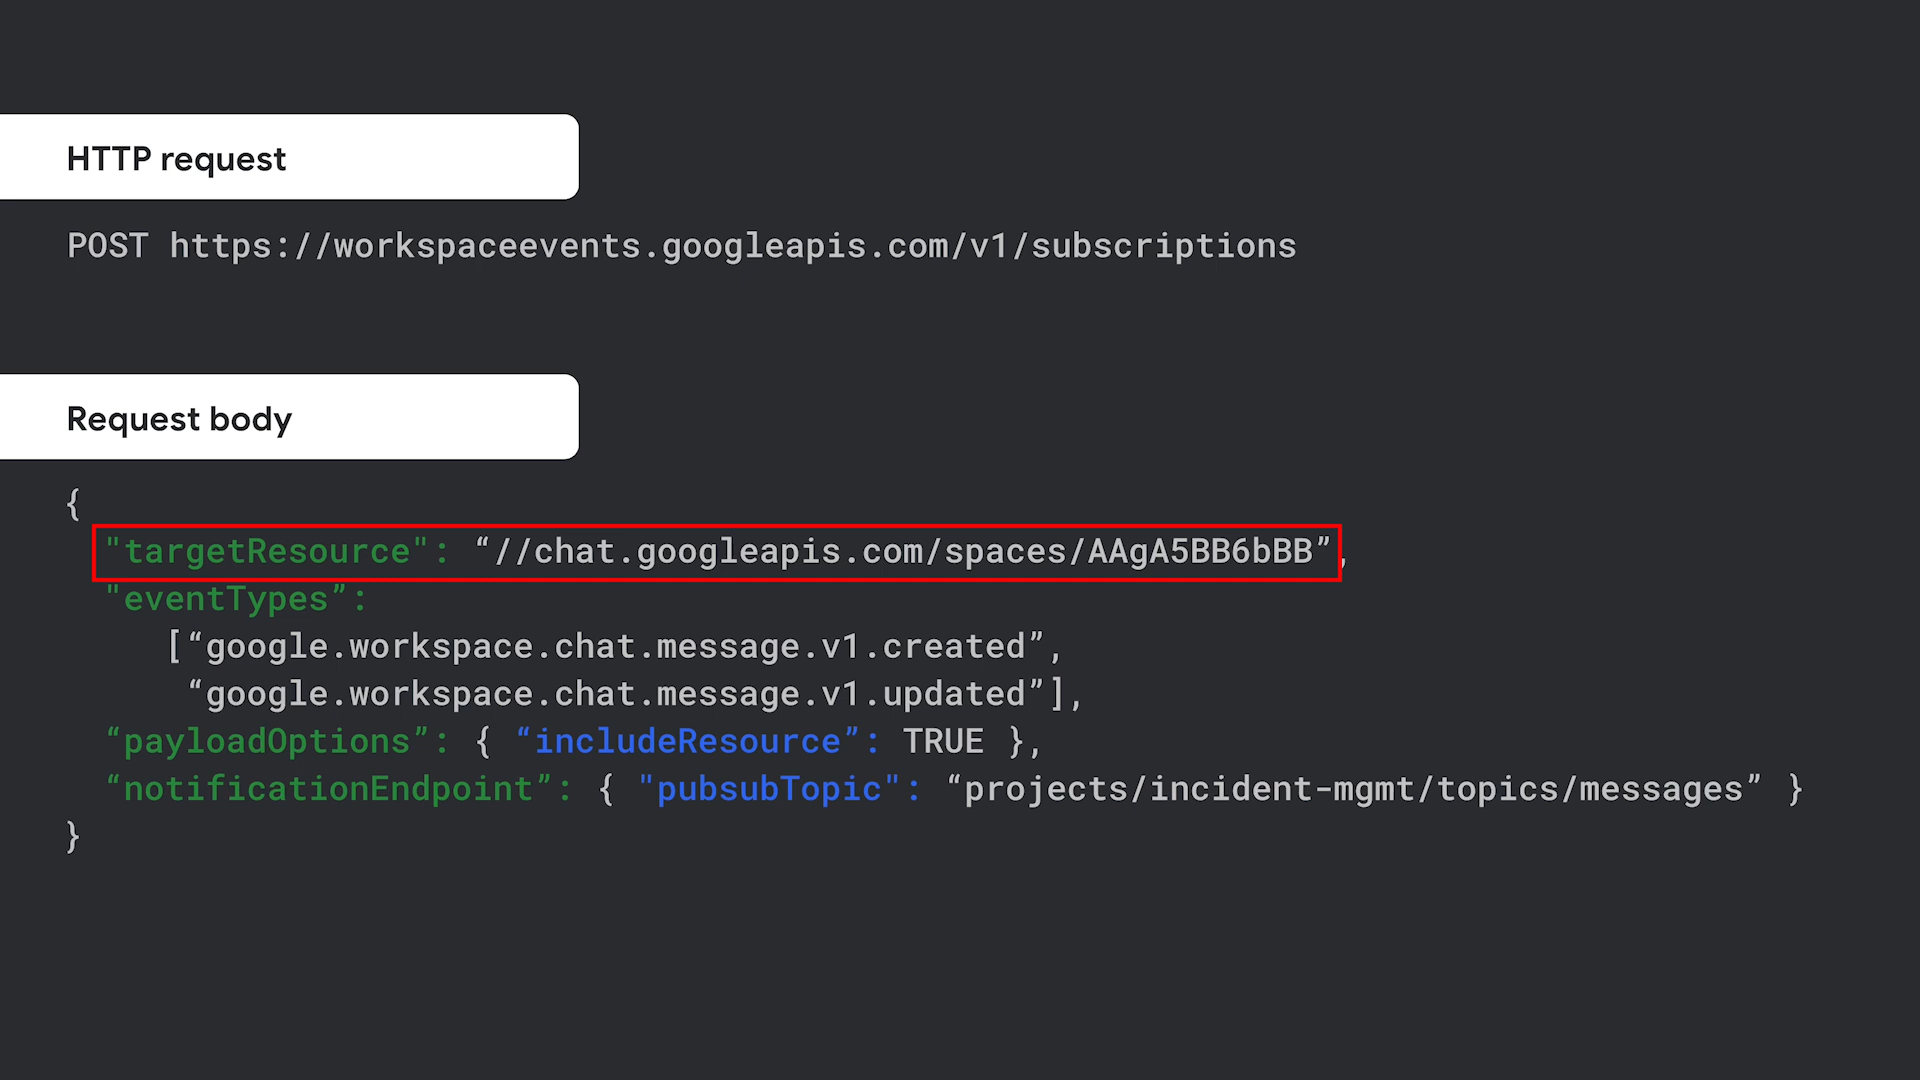 HTTP request
POST https://workspaceevents.googleapis.com/v1/subscriptions
Request body
{
"targetResource": “//chat.googleapis.com/spaces/AAgA5BB6bBB”,
"eventTypes”:
[“google.workspace.chat.message.v1.created”,
“google.workspace.chat.message.v1.updated”],
“payloadOptions”: { “includeResource”: TRUE },
“notificationEndpoint”: { "pubsubTopic": “projects/incident-mgmt/topics/messages” }
}